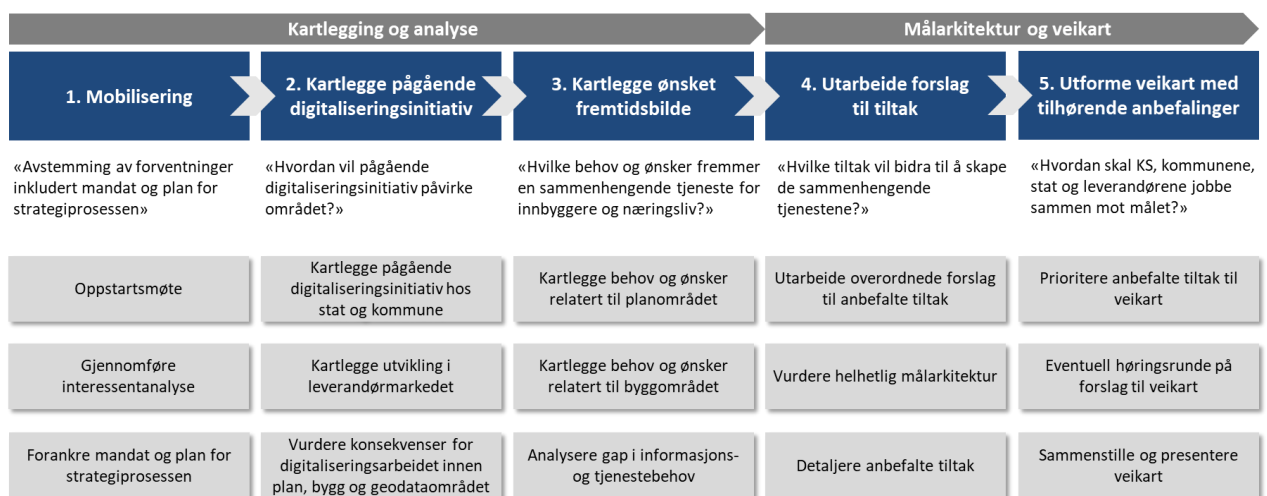 Kartlegging og analyse
Målarkitektur og veikart
1. Mobilisering
2. Kartlegge pågående
digitaliseringsinitiativ
3. Kartlegge ønsket
fremtidsbilde
4. Utarbeide forslag
til tiltak
5. Utforme veikart med
tilhørende anbefalinger
«Avstemming av forventninger
inkludert mandat og plan for
strategiprosessen»
«Hvordan vil pågående
digitaliseringsinitiativ påvirke
området?»
«Hvilke behov og ønsker fremmer
en sammenhengende tjeneste for
innbyggere og næringsliv?»
«Hvilke tiltak vil bidra til å skape
de sammenhengende
tjenestene?»
«Hvordan skal KS, kommunene,
stat og leverandørene jobbe
sammen mot målet?»
Oppstartsmøte
Kartlegge pågående
digitaliseringsinitiativ hos
stat og kommune
Kartlegge behov og ønsker
relatert til planområdet
Utarbeide overordnede forslag
til anbefalte tiltak
Prioritere anbefalte tiltak til
veikart
Gjennomføre
interessentanalyse
Kartlegge utvikling i
leverandørmarkedet
Kartlegge behov og ønsker
relatert til byggområdet
Vurdere helhetlig målarkitektur
Eventuell høringsrunde på
forslag til veikart
Forankre mandat og plan for
strategiprosessen
Vurdere konsekvenser for
digitaliseringsarbeidet innen
plan, bygg og geodataområdet
Analysere gap i informasjons-
og tjenestebehov
Detaljere anbefalte tiltak
Sammenstille og presentere
veikart